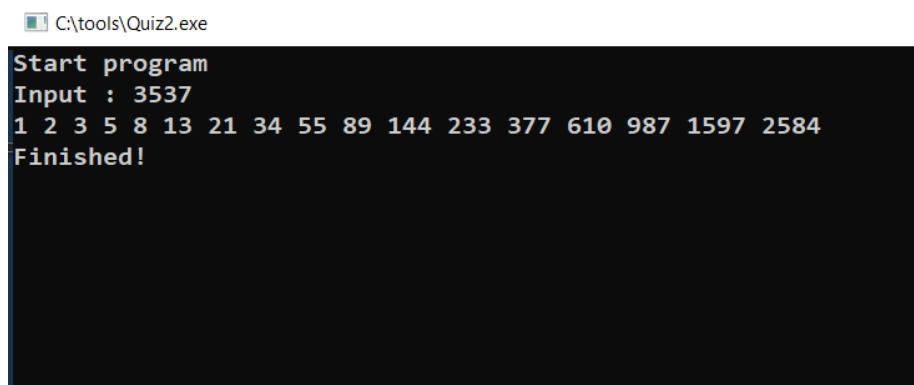 C:\tools\Quiz2.exe
Start program
Input : 3537
1 2 3 5 8 13 21 34 55 89 144 233 377 610 987 1597 2584
Finished!